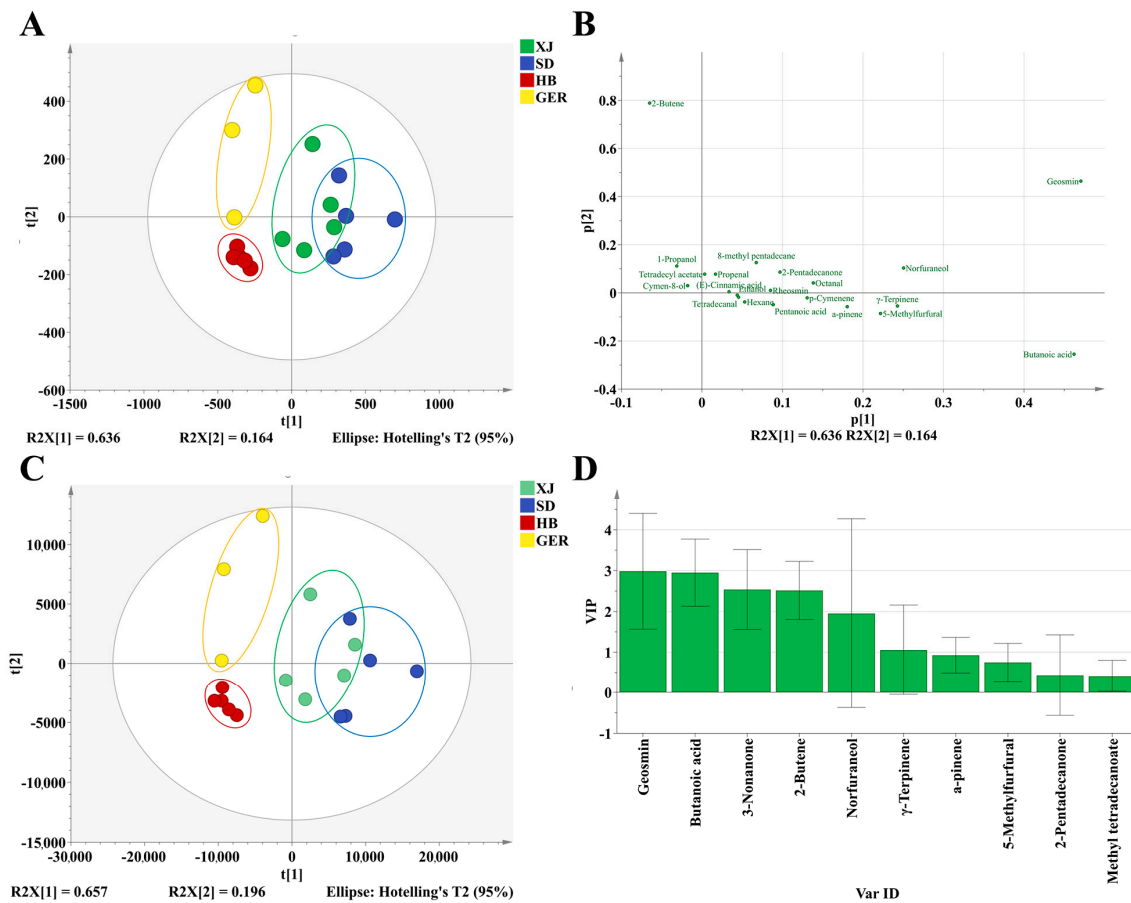 A
XJ
SD
HB
GER
400
200
0
-200
-400
-600
t[2]
-1500
-1000
-500
0
500
1000
t[1]
R2X[1] = 0.636
R2X[2] = 0.164
Ellipse: Hotelling's T2 (95%)
B
0.8
0.6
0.4
0.2
0
-0.2
-0.4
p[2]
2-Butene
Geosmin
8-methyl pentadecane
1-Propanol
Norfuraneol
Tetradecyl acetate
Propenal
2-Pentadecanone
Cymen-8-ol
(E)-Cinnamic acid
Octanal
Ethanol
Rheosmin
Tetradecanal
Hexane
p-Cymenene
γ-Terpinene
Pentanoic acid
a-pinene
5-Methylfurfural
Butanoic acid
-0.1
0
0.1
0.2
0.3
0.4
p[1]
R2X[1] = 0.636 R2X[2] = 0.164
C
XJ
SD
HB
GER
10,000
5000
0
-5000
-10,000
-15,000
t[2]
-30,000
-20,000
-10,000
0
10,000
20,000
t[1]
R2X[1] = 0.657
R2X[2] = 0.196
Ellipse: Hotelling's T2 (95%)
D
4
3
2
1
0
-1
VIP
Geosmin
Butanoic acid
3-Nonanone
2-Butene
Norfuraneol
γ-Terpinene
a-pinene
5-Methylfurfural
2-Pentadecanone
Methyl tetradecanoate
Var ID